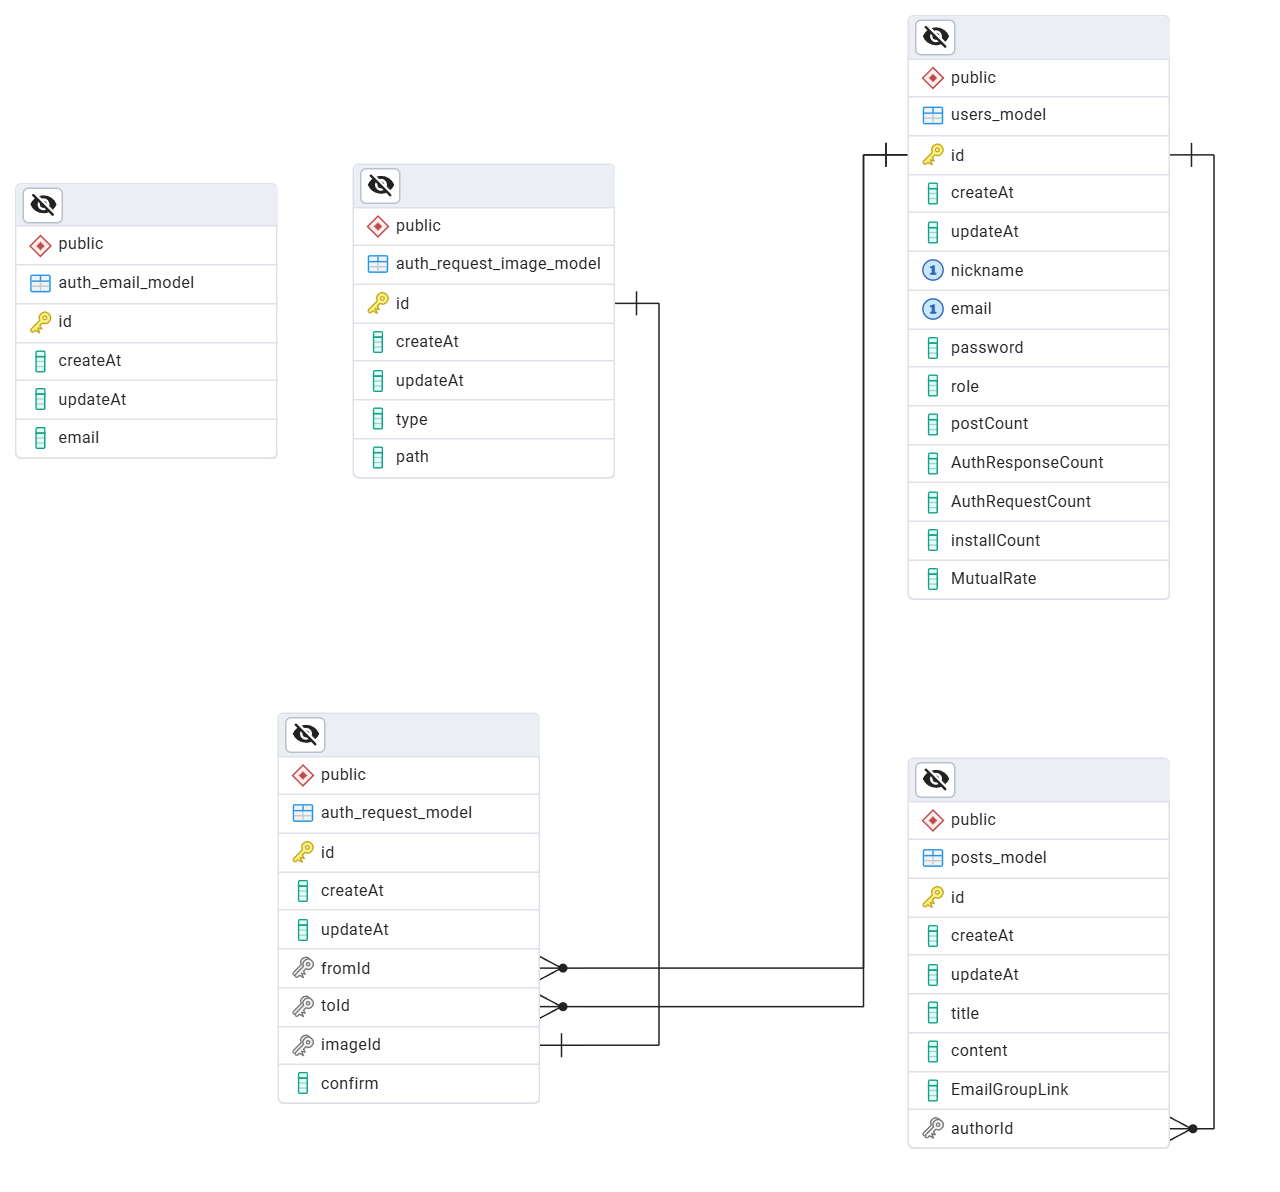 public
auth_email_model
id
createAt
updateAt
email
public
auth_request_image_model
id
createAt
updateAt
type
path
public
users_model
id
createAt
updateAt
1 nickname
1 email
password
role
postCount
AuthResponseCount
AuthRequestCount
installCount
MutualRate
public
auth_request_model
id
createAt
updateAt
fromId
toId
imageId
confirm
public
posts_model
id
createAt
updateAt
title
content
EmailGroupLink
authorId